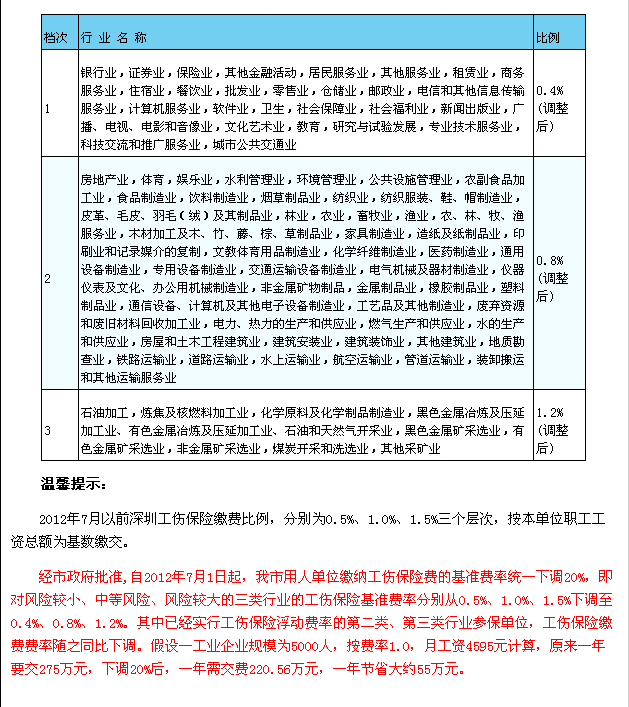 档次 行 业 名 称 比例
1
银行业，证券业，保险业，其他金融活动，居民服务业，其他服务业，租赁业，商务
服务业，住宿业，餐饮业，批发业，零售业，仓储业，邮政业，电信和其他信息传输
服务业，计算机服务业，软件业，卫生，社会保障业，社会福利业，新闻出版业，广
播、电视、电影和音像业，文化艺术业，教育，研究与试验发展，专业技术服务业，
科技交流和推广服务业，城市公共交通业
0.4%
(调整
后)
2
房地产业，体育，娱乐业，水利管理业，环境管理业，公共设施管理业，农副食品加
工业，食品制造业，饮料制造业，烟草制品业，纺织业，纺织服装、鞋、帽制造业，
皮革、毛皮、羽毛（绒）及其制品业，林业，农业，畜牧业，渔业，农、林、牧、渔
服务业，木材加工及木、竹、藤、棕、草制品业，家具制造业，造纸及纸制品业，印
刷业和记录媒介的复制，文教体育用品制造业，化学纤维制造业，医药制造业，通用
设备制造业，专用设备制造业，交通运输设备制造业，电气机械及器材制造业，仪器
仪表及文化、办公用机械制造业，非金属矿物制品，金属制品业，橡胶制品业，塑料
制品业，通信设备、计算机及其他电子设备制造业，工艺品及其他制造业，废弃资源
和废旧材料回收加工业，电力、热力的生产和供应业，燃气生产和供应业，水的生产
和供应业，房屋和土木工程建筑业，建筑安装业，建筑装饰业，其他建筑业，地质勘
查业，铁路运输业，道路运输业，水上运输业，航空运输业，管道运输业，装卸搬运
和其他运输服务业
0.8%
(调整
后)
3
石油加工，炼焦及核燃料加工业，化学原料及化学制品制造业，黑色金属冶炼及压延
加工业、有色金属冶炼及压延加工业、石油和天然气开采业，黑色金属矿采选业，有
色金属矿采选业，非金属矿采选业，煤炭开采和洗选业，其他采矿业
1.2%
(调整
后)
温馨提示：
2012年7月以前深圳工伤保险缴费比例，分别为0.5%、1.0%、1.5%三个层次，按本单位职工工
资总额为基数缴交。
经市政府批准,自2012年7月1日起，我市用人单位缴纳工伤保险费的基准费率统一下调20%，即
对风险较小、中等风险、风险较大的三类行业的工伤保险基准费率分别从0.5%、1.0%、1.5%下调至
0.4%、0.8%、1.2%。其中已经实行工伤保险浮动费率的第二类、第三类行业参保单位，工伤保险缴
费费率随之同比下调。假设一工业企业规模为5000人，按费率1.0，月工资4595元计算，原来一年
要交275万元，下调20%后，一年需交费220.56万元，一年节省大约55万元。